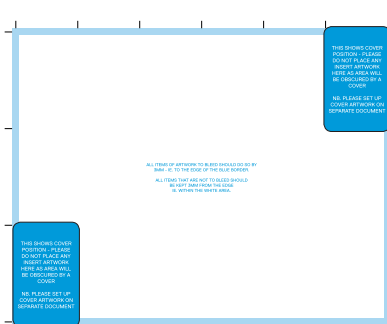 THIS SHOWS COVER
POSITION - PLEASE
DO NOT PLACE ANY
INSERT ARTWORK
HERE AS AREA WILL
BE OBSCURED BY A
COVER
NB. PLEASE SET UP
COVER ARTWORK ON
SEPARATE DOCUMENT
ALL ITEMS OF ARTWORK TO BLEED SHOULD DO SO BY
3MM - IE. TO THE EDGE OF THE BLUE BORDER.
ALL ITEMS THAT ARE NOT TO BLEED SHOULD
BE KEPT 3MM FROM THE EDGE
IE. WITHIN THE WHITE AREA.
THIS SHOWS COVER
POSITION - PLEASE
DO NOT PLACE ANY
INSERT ARTWORK
HERE AS AREA WILL
BE OBSCURED BY A
COVER
NB. PLEASE SET UP
COVER ARTWORK ON
SEPARATE DOCUMENT